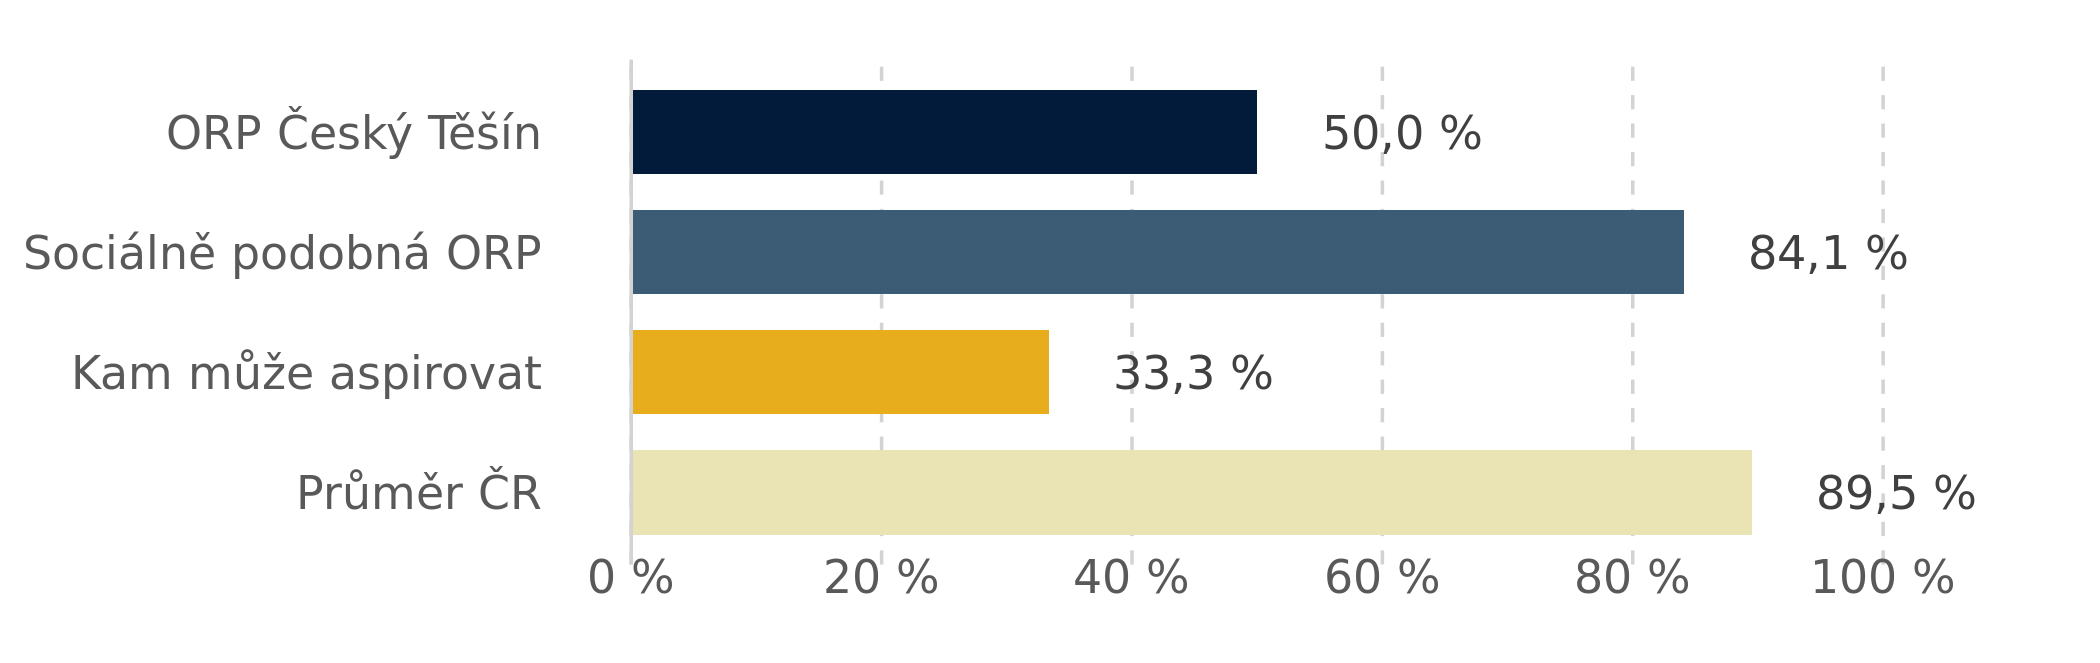 ORP Český Těšín 50,0 %
Sociálně podobná ORP 84,1 %
Kam může aspirovat 33,3 %
Průměr ČR 89,5 %
0 % 20 % 40 % 60 % 80 % 100 %